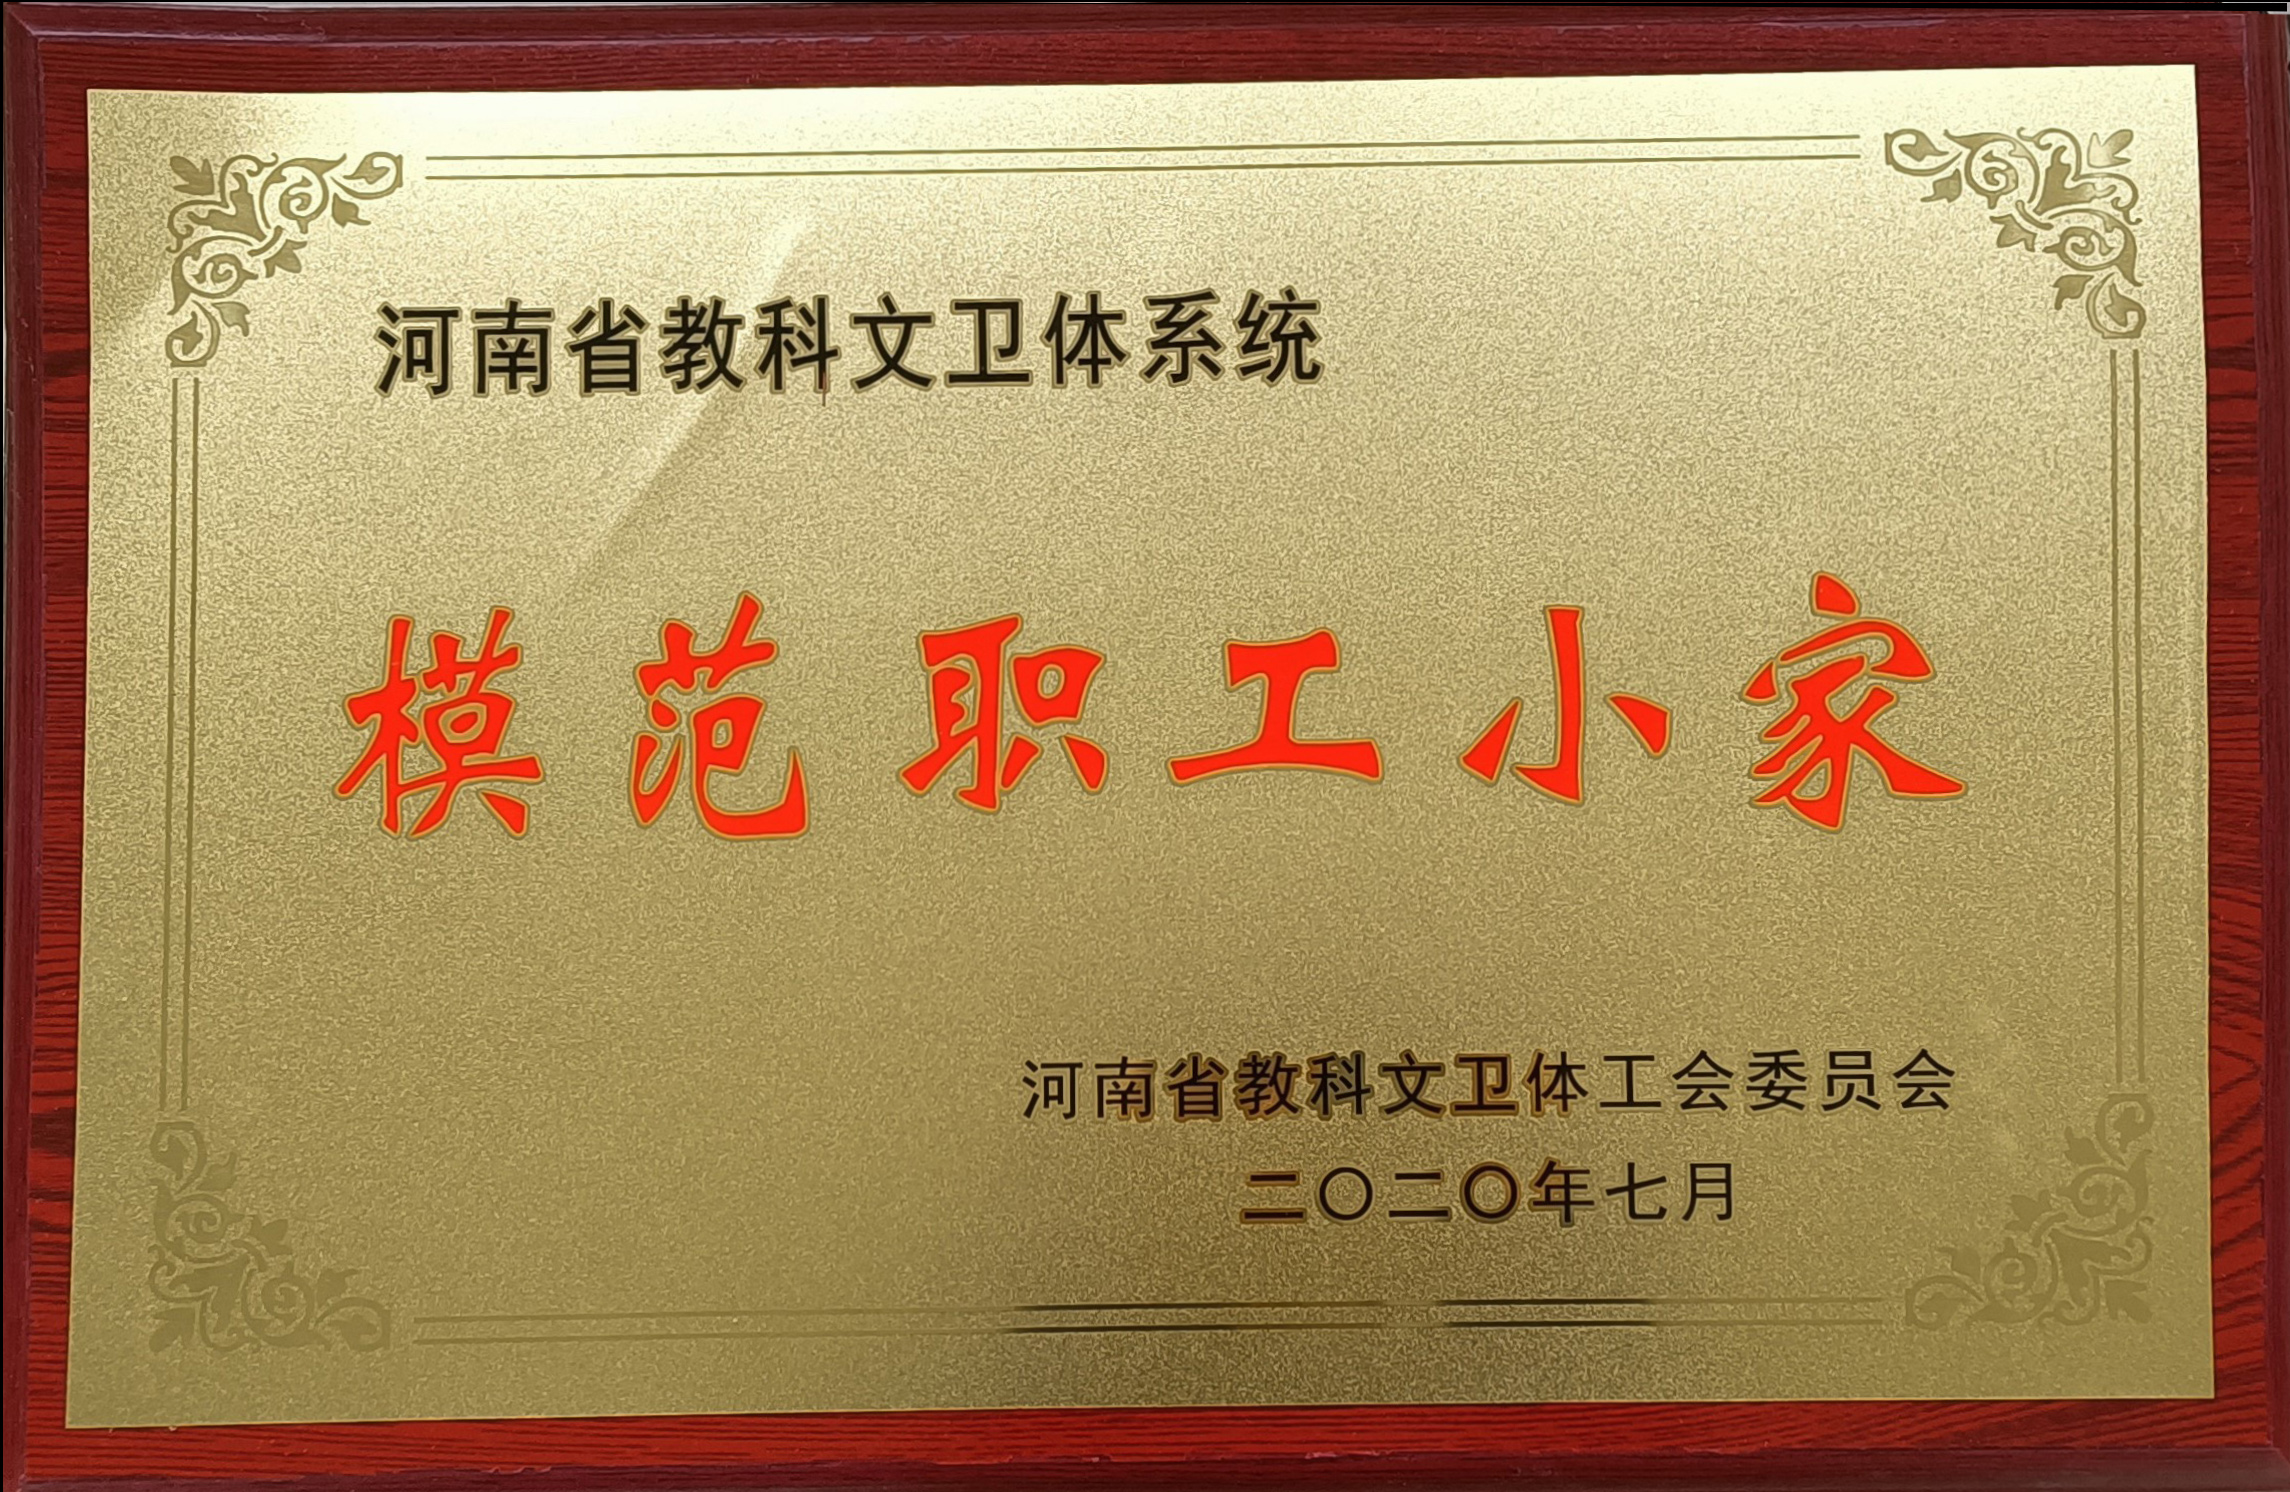 河南省教科文卫体系统
模范职工小家
河南省教科文卫体工会委员会
二〇二〇年七月